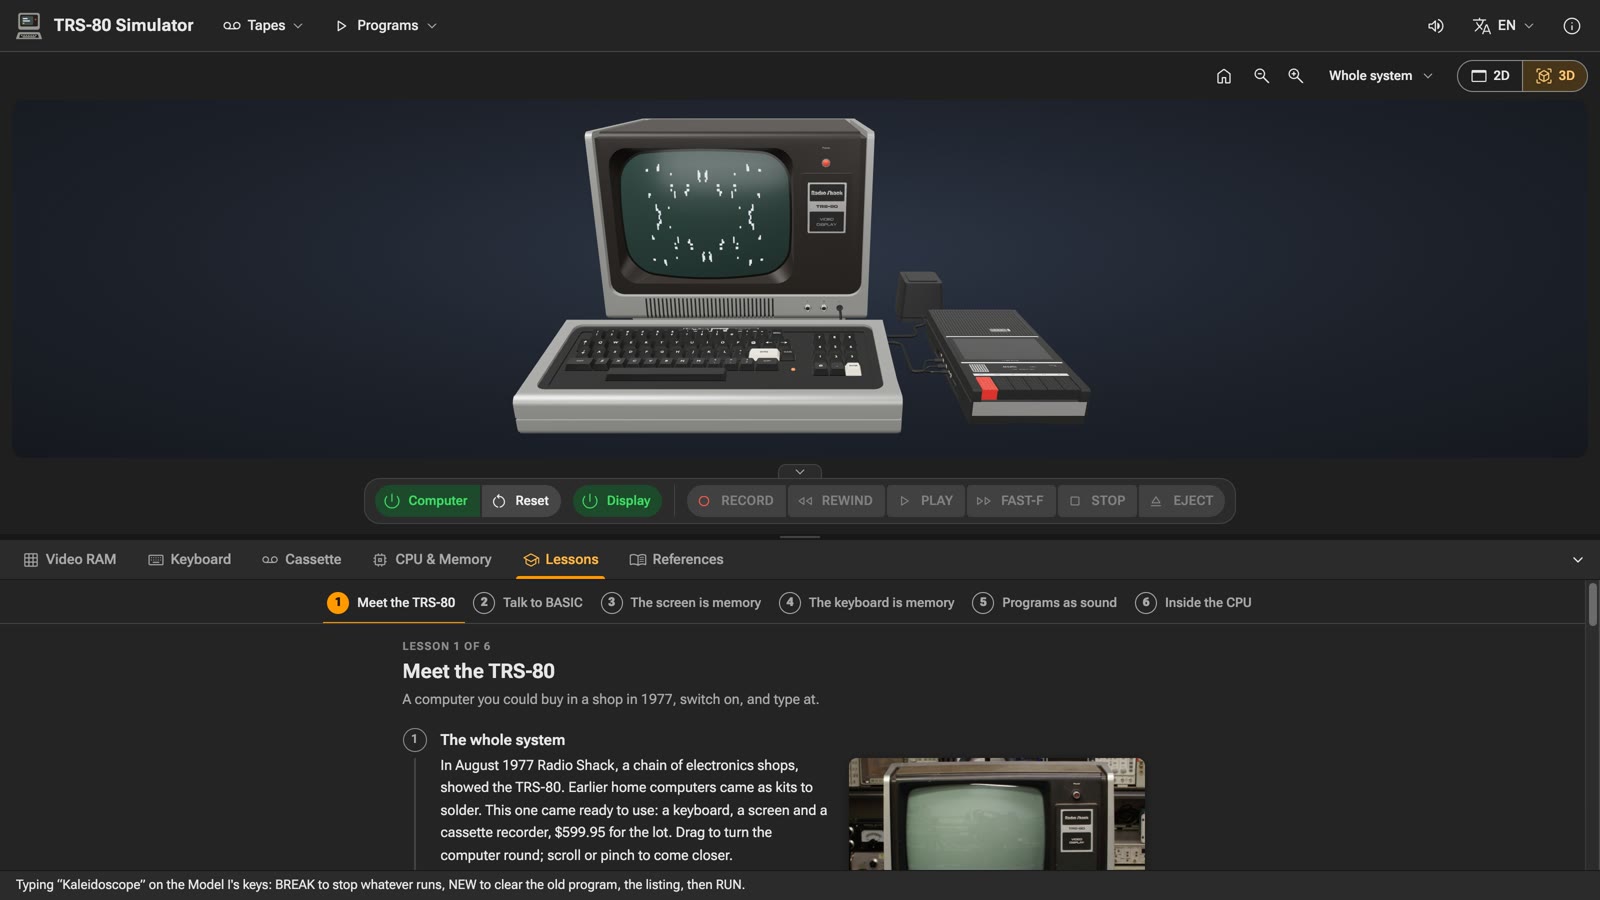 TRS-80 Simulator
Tapes
Programs
EN
Whole system
2D
3D
Radio Shack
TRS-80
VIDEO
DISPLAY
Computer
Reset
Display
RECORD
REWIND
PLAY
FAST-F
STOP
EJECT
Video RAM
Keyboard
Cassette
CPU & Memory
Lessons
References
1 Meet the TRS-80
2 Talk to BASIC
3 The screen is memory
4 The keyboard is memory
5 Programs as sound
6 Inside the CPU
LESSON 1 OF 6
Meet the TRS-80
A computer you could buy in a shop in 1977, switch on, and type at.
1 The whole system
In August 1977 Radio Shack, a chain of electronics shops,
showed the TRS-80. Earlier home computers came as kits to
solder. This one came ready to use: a keyboard, a screen and a
cassette recorder, $599.95 for the lot. Drag to turn the
computer round; scroll or pinch to come closer.
Typing “Kaleidoscope” on the Model I's keys: BREAK to stop whatever runs, NEW to clear the old program, the listing, then RUN.